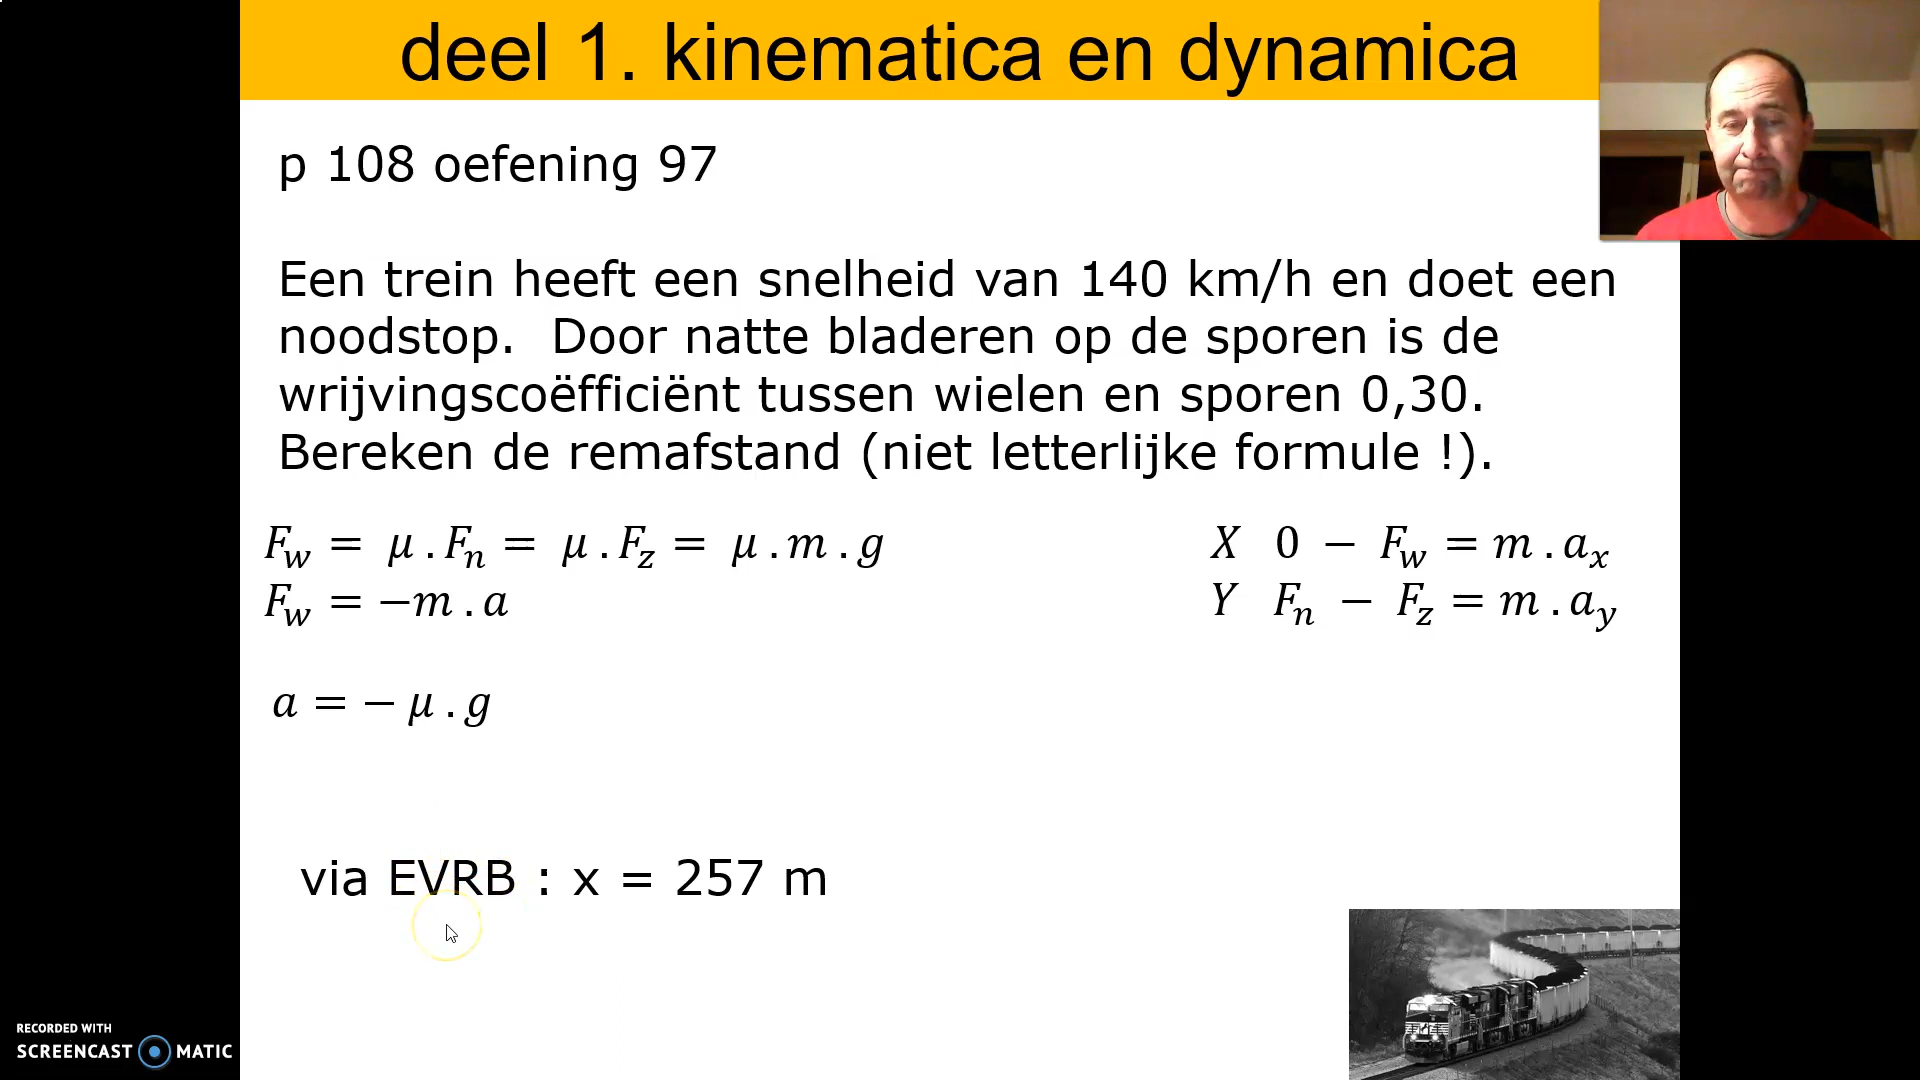 deel 1. kinematica en dynamica
p 108 oefening 97
Een trein heeft een snelheid van 140 km/h en doet een
noodstop. Door natte bladeren op de sporen is de
wrijvingscoëfficiënt tussen wielen en sporen 0,30.
Bereken de remafstand (niet letterlijke formule !).
F_w = μ . F_n = μ . F_z = μ . m . g
F_w = −m . a
a = − μ . g
X 0 − F_w = m . a_x
Y F_n − F_z = m . a_y
via EVRB : x = 257 m
RECORDED WITH
SCREENCAST MATIC